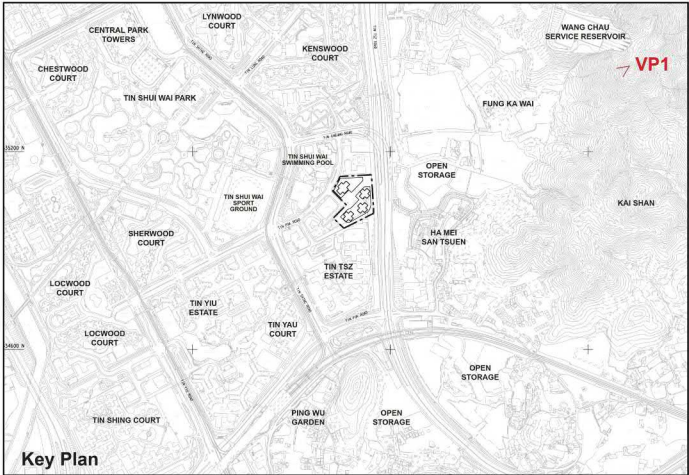 LYNWOOD
COURT
CENTRAL PARK
TOWERS
WANG CHAU
SERVICE RESERVOIR
KENSWOOD
COURT
VP1
CHESTWOOD
COURT
TIN SHUI WAI PARK
FUNG KA WAI
35200 N
TIN SHUI WAI
SWIMMING POOL
OPEN
STORAGE
TIN SHUI WAI
SPORT
GROUND
KAI SHAN
SHERWOOD
COURT
HA MEI
SAN TSUEN
TIN TSZ
ESTATE
LOCWOOD
COURT
TIN YIU
ESTATE
LOCWOOD
COURT
TIN YAU
COURT
34600 N
OPEN
STORAGE
TIN SHING COURT
PING WU
GARDEN
OPEN
STORAGE
Key Plan